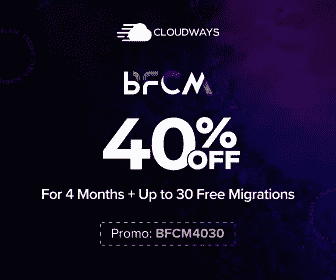 CLOUDWAYS
BFCM
40% OFF
For 4 Months + Up to 30 Free Migrations
Promo: BFCM4030